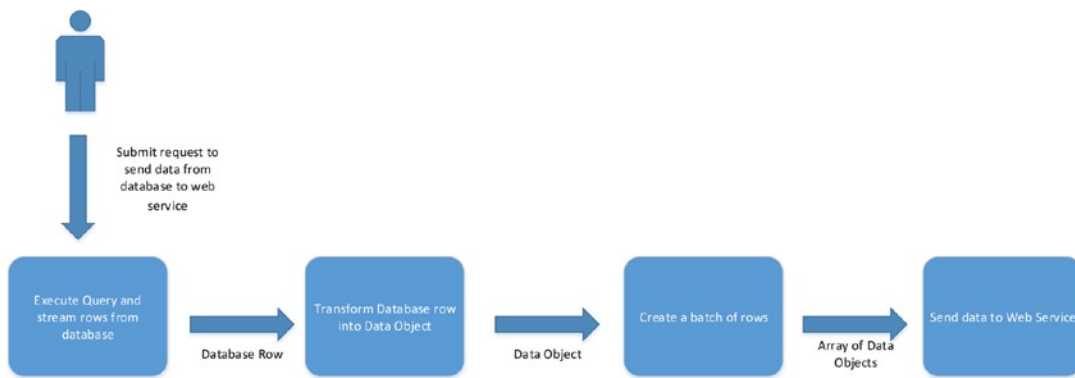 Submit request to
send data from
database to web
service
Execute Query and
stream rows from
database
Database Row
Transform Database row
into Data Object
Data Object
Create a batch of rows
Array of Data
Objects
Send data to Web Service